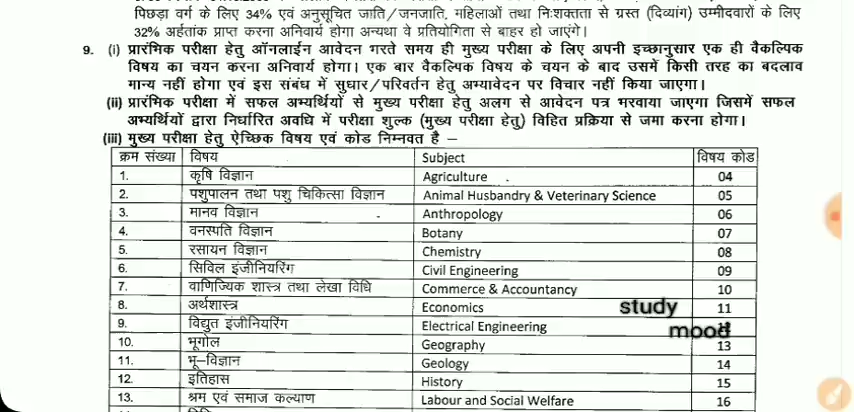 पिछड़ा वर्ग के लिए 34% एवं अनुसूचित जाति/जनजाति, महिलाओं तथा निःशक्तता से ग्रस्त (दिव्यांग) उम्मीदवारों के लिए
32% अर्हतांक प्राप्त करना अनिवार्य होगा अन्यथा वे प्रतियोगिता से बाहर हो जाएंगे।
9. (i) प्रारंभिक परीक्षा हेतु ऑनलाईन आवेदन भरते समय ही मुख्य परीक्षा के लिए अपनी इच्छानुसार एक ही वैकल्पिक
विषय का चयन करना अनिवार्य होगा। एक बार वैकल्पिक विषय के चयन के बाद उसमें किसी तरह का बदलाव
मान्य नहीं होगा एवं इस संबंध में सुधार/परिवर्तन हेतु अभ्यावेदन पर विचार नहीं किया जाएगा।
(ii) प्रारंभिक परीक्षा में सफल अभ्यर्थियों से मुख्य परीक्षा हेतु अलग से आवेदन पत्र भरवाया जाएगा जिसमें सफल
अभ्यर्थियों द्वारा निर्धारित अवधि में परीक्षा शुल्क (मुख्य परीक्षा हेतु) विहित प्रक्रिया से जमा करना होगा।
(iii) मुख्य परीक्षा हेतु ऐच्छिक विषय एवं कोड निम्नवत है –
क्रम संख्या विषय Subject विषय कोड
1. कृषि विज्ञान Agriculture 04
2. पशुपालन तथा पशु चिकित्सा विज्ञान Animal Husbandry & Veterinary Science 05
3. मानव विज्ञान Anthropology 06
4. वनस्पति विज्ञान Botany 07
5. रसायन विज्ञान Chemistry 08
6. सिविल इंजीनियरिंग Civil Engineering 09
7. वाणिज्यिक शास्त्र तथा लेखा विधि Commerce & Accountancy 10
8. अर्थशास्त्र Economics study 11
9. विद्युत इंजीनियरिंग Electrical Engineering mood
10. भूगोल Geography 13
11. भू–विज्ञान Geology 14
12. इतिहास History 15
13. श्रम एवं समाज कल्याण Labour and Social Welfare 16